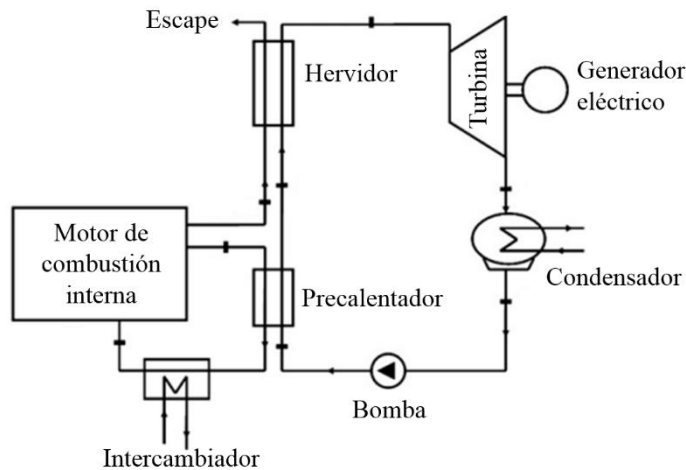 Escape
Hervidor
Turbina
Generador
eléctrico
Motor de
combustión
interna
Precalentador
Condensador
Bomba
Intercambiador